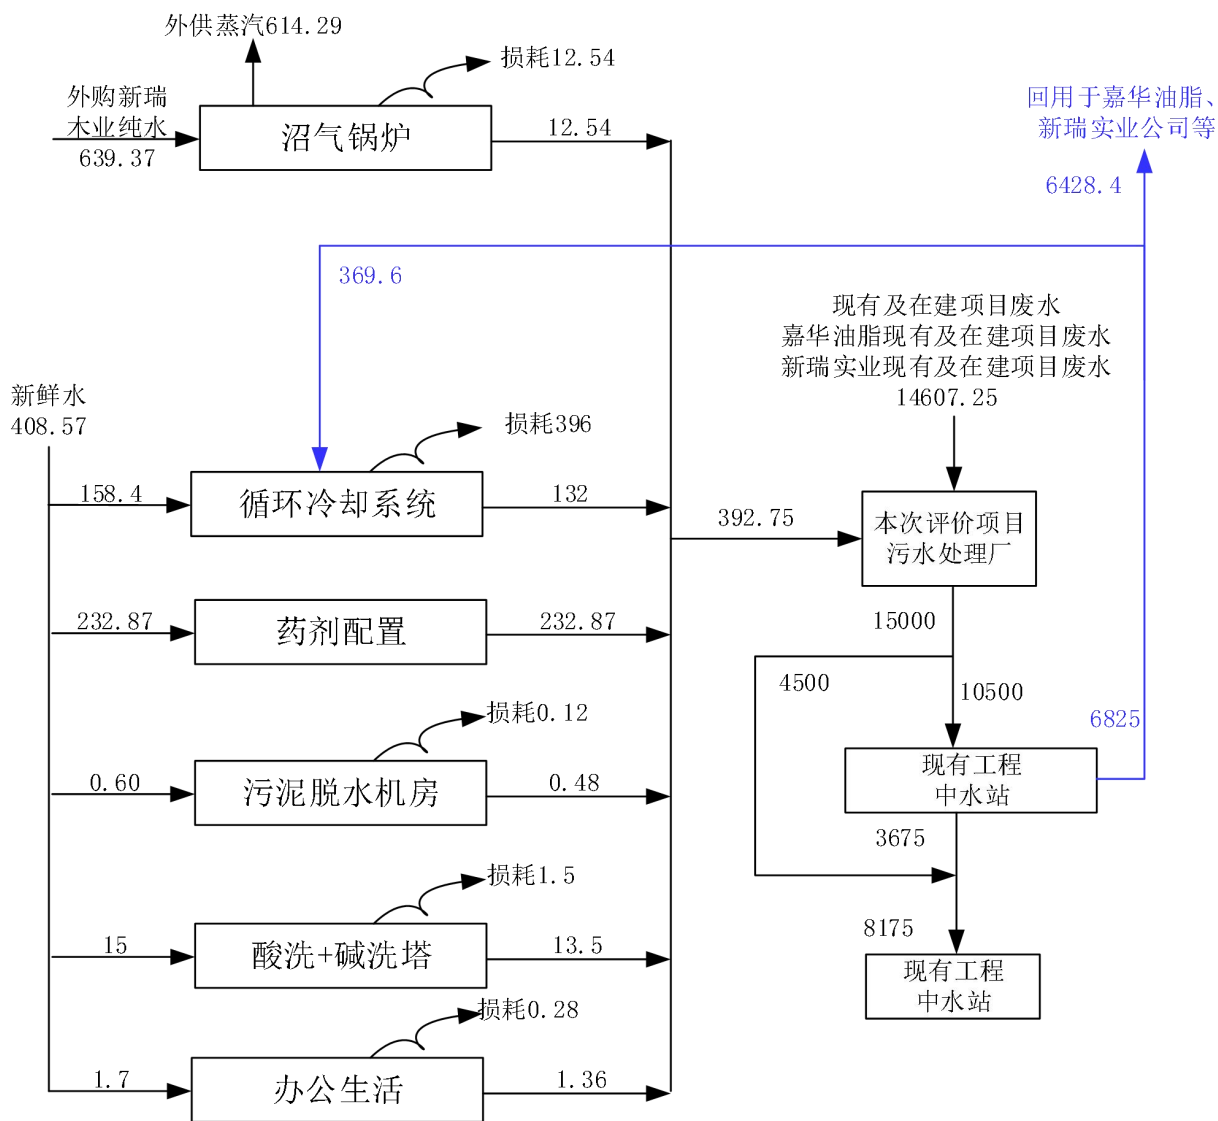 外供蒸汽614.29
损耗12.54
外购新瑞
木业纯水
639.37
沼气锅炉
12.54
回用于嘉华油脂、
新瑞实业公司等
6428.4
369.6
现有及在建项目废水
嘉华油脂现有及在建项目废水
新瑞实业现有及在建项目废水
14607.25
新鲜水
408.57
损耗396
158.4
循环冷却系统
132
392.75
本次评价项目
污水处理厂
232.87
药剂配置
232.87
15000
4500
10500
6825
损耗0.12
0.60
污泥脱水机房
0.48
现有工程
中水站
3675
损耗1.5
15
酸洗+碱洗塔
13.5
8175
现有工程
中水站
损耗0.28
1.7
办公生活
1.36